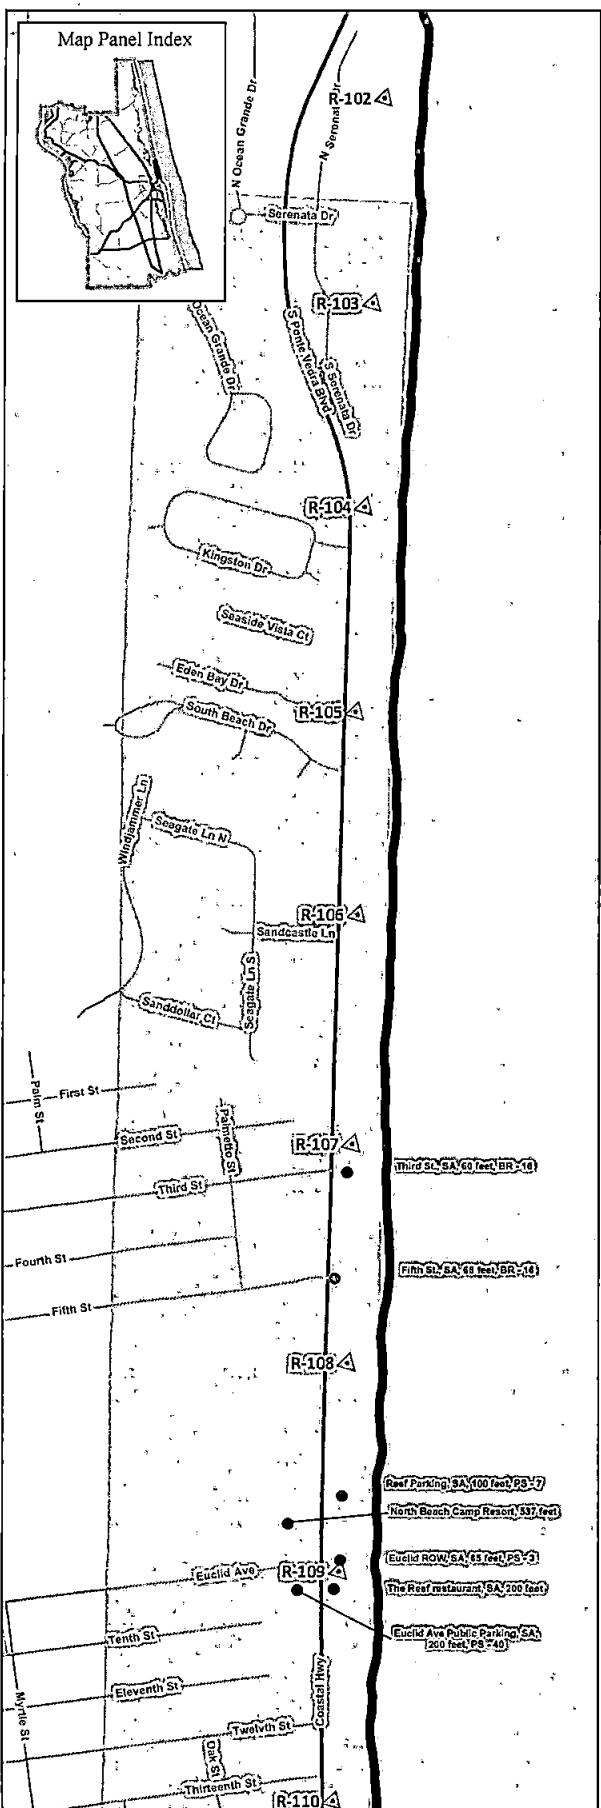 Map Panel Index
N Ocean Grande Dr
R-102
N Serenata Dr
Serenata Dr
R-103
Ocean Grande Dr
S Ponte Vedra Blvd
S Serenata Dr
R-104
Kingston Dr
Seaside Vista Ct
Eden Bay Dr
R-105
South Beach Dr
Windjammer Ln
Seagate Ln N
R-106
Sandcastle Ln
Seagate Ln S
Sanddollar Ct
Palm St
First St
Palmetto St
Second St
R-107
Third St., SA, 60 feet, BR - 16
Third St
Fourth St
Fifth St., SA, 65 feet, BR - 16
Fifth St
R-108
Reef Parking, SA, 100 feet, PS - 7
North Beach Camp Resort, 537 feet
Euclid ROW, SA, 65 feet, PS - 3
Euclid Ave
R-109
The Reef restaurant, SA, 200 feet
Euclid Ave Public Parking, SA,
200 feet, PS - 40
Tenth St
Eleventh St
Coastal Hwy
Myrtle St
Twelvth St
Oak St
Thirteenth St
R-110